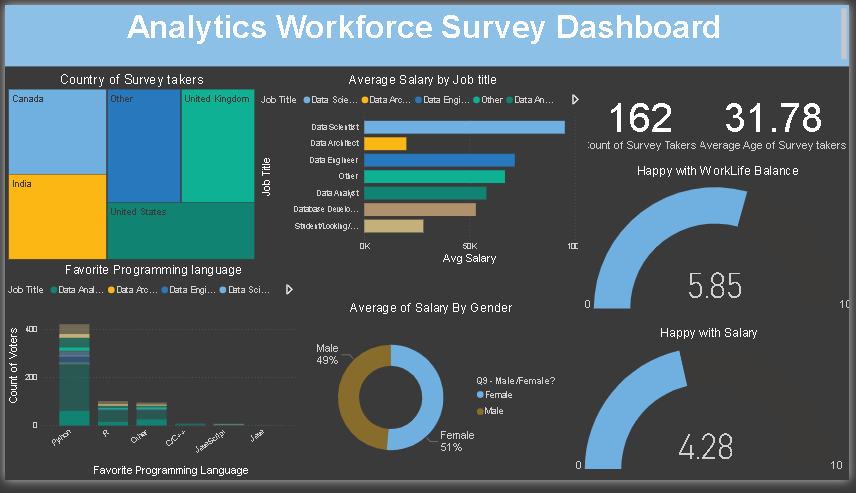 Analytics Workforce Survey Dashboard
Country of Survey takers
Canada
Other
United Kingdom
India
United States
Average Salary by Job title
Job Title Data Scie... Data Arc... Data Engi... Other Data An...
Job Title
Data Scientist
Data Architect
Data Engineer
Other
Data Analyst
Database Develo...
Student/Looking/...
0K 50K 100
Avg Salary
162
ount of Survey Takers
31.78
Average Age of Survey takers
Happy with WorkLife Balance
5.85
0 10
Favorite Programming language
Job Title Data Anal... Data Arc... Data Engi... Data Sci...
Count of Voters
400
200
0
Python R Other C/C++ JavaScript Java
Favorite Programming Language
Average of Salary By Gender
Male
49%
Female
51%
Q9 - Male/Female?
Female
Male
Happy with Salary
4.28
0 10